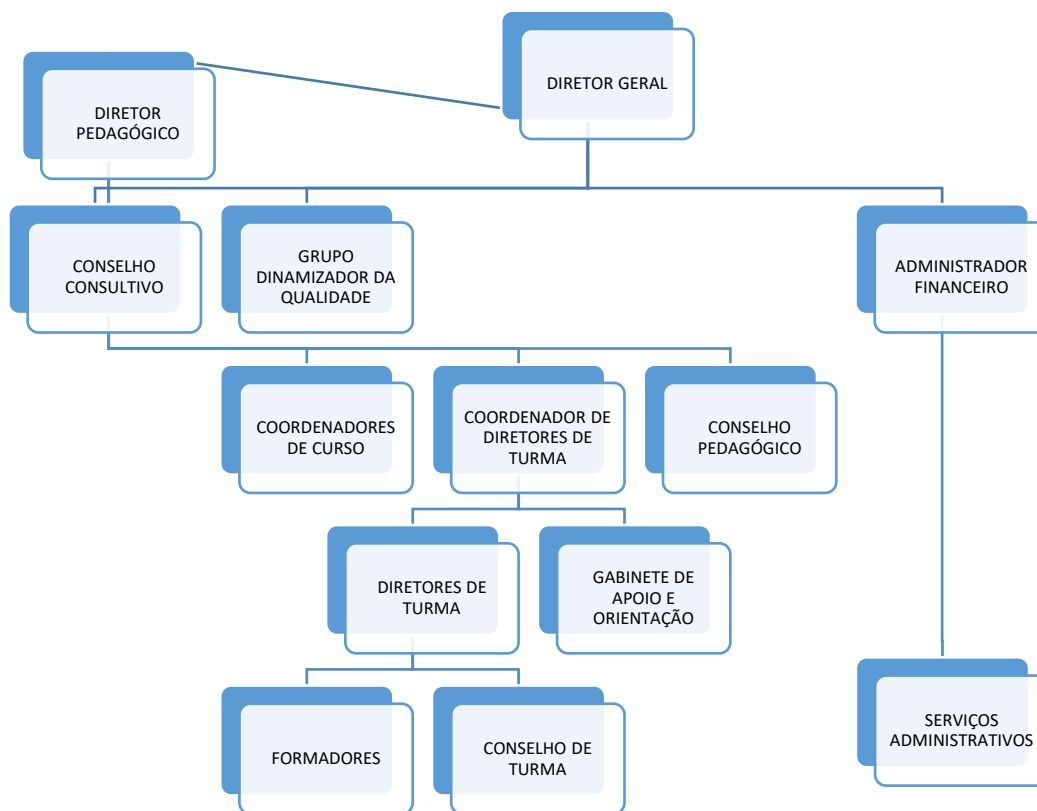 DIRETOR GERAL
DIRETOR
PEDAGÓGICO
CONSELHO
CONSULTIVO
GRUPO
DINAMIZADOR DA
QUALIDADE
ADMINISTRADOR
FINANCEIRO
COORDENADORES
DE CURSO
COORDENADOR DE
DIRETORES DE
TURMA
CONSELHO
PEDAGÓGICO
DIRETORES DE
TURMA
GABINETE DE
APOIO E
ORIENTAÇÃO
FORMADORES
CONSELHO DE
TURMA
SERVIÇOS
ADMINISTRATIVOS